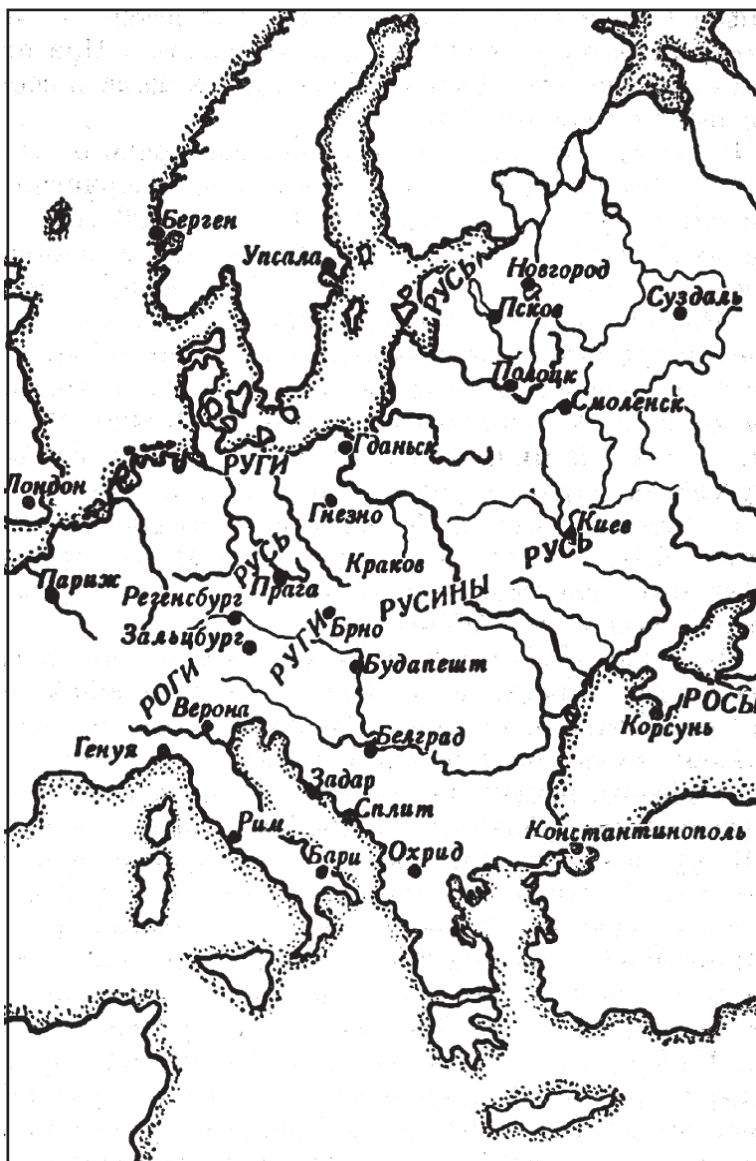 Берген
Упсала
РУСЬ
Новгород
Псков
Суздаль
Полоцк
Смоленск
Гданьск
РУГИ
Лондон
Гнезно
Киев
РУСЬ
РУСЬ
Краков
Прага
Париж
Регенсбург
РУСИНЫ
Брно
РУГИ
Зальцбург
Будапешт
РОГИ
Верона
РОСЫ
Корсунь
Генуя
Белград
Задар
Сплит
Рим
Константинополь
Бари
Охрид